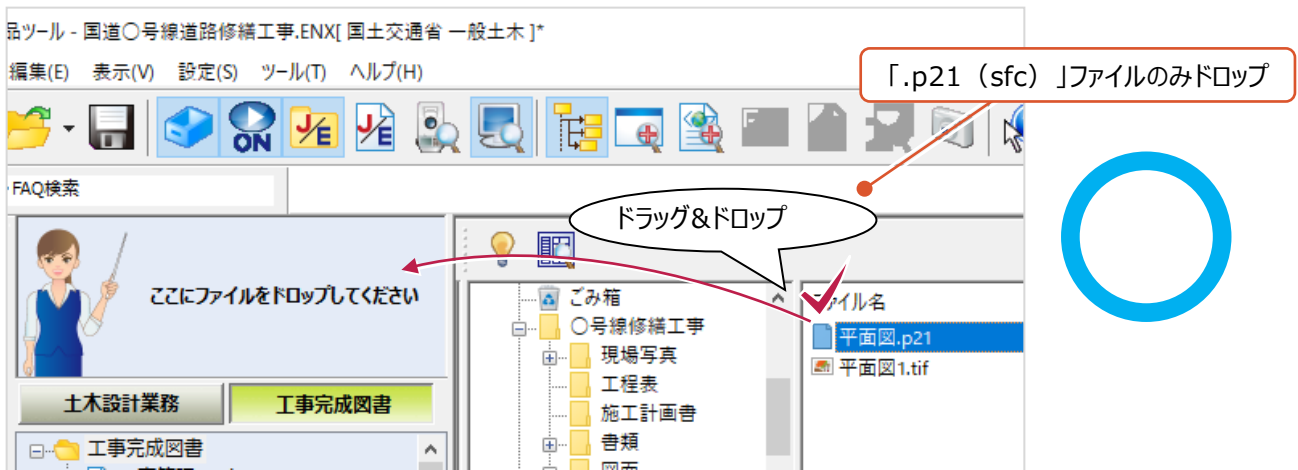 品ツール - 国道〇号線道路修繕工事.ENX[ 国土交通省 一般土木 ]*
編集(E) 表示(V) 設定(S) ツール(T) ヘルプ(H)
「.p21（sfc）」ファイルのみドロップ
ON
J/E
J/E
FAQ検索
ドラッグ&ドロップ
ここにファイルをドロップしてください
ごみ箱
〇号線修繕工事
現場写真
工程表
施工計画書
書類
図面
ファイル名
平面図.p21
平面図1.tif
土木設計業務
工事完成図書
工事完成図書